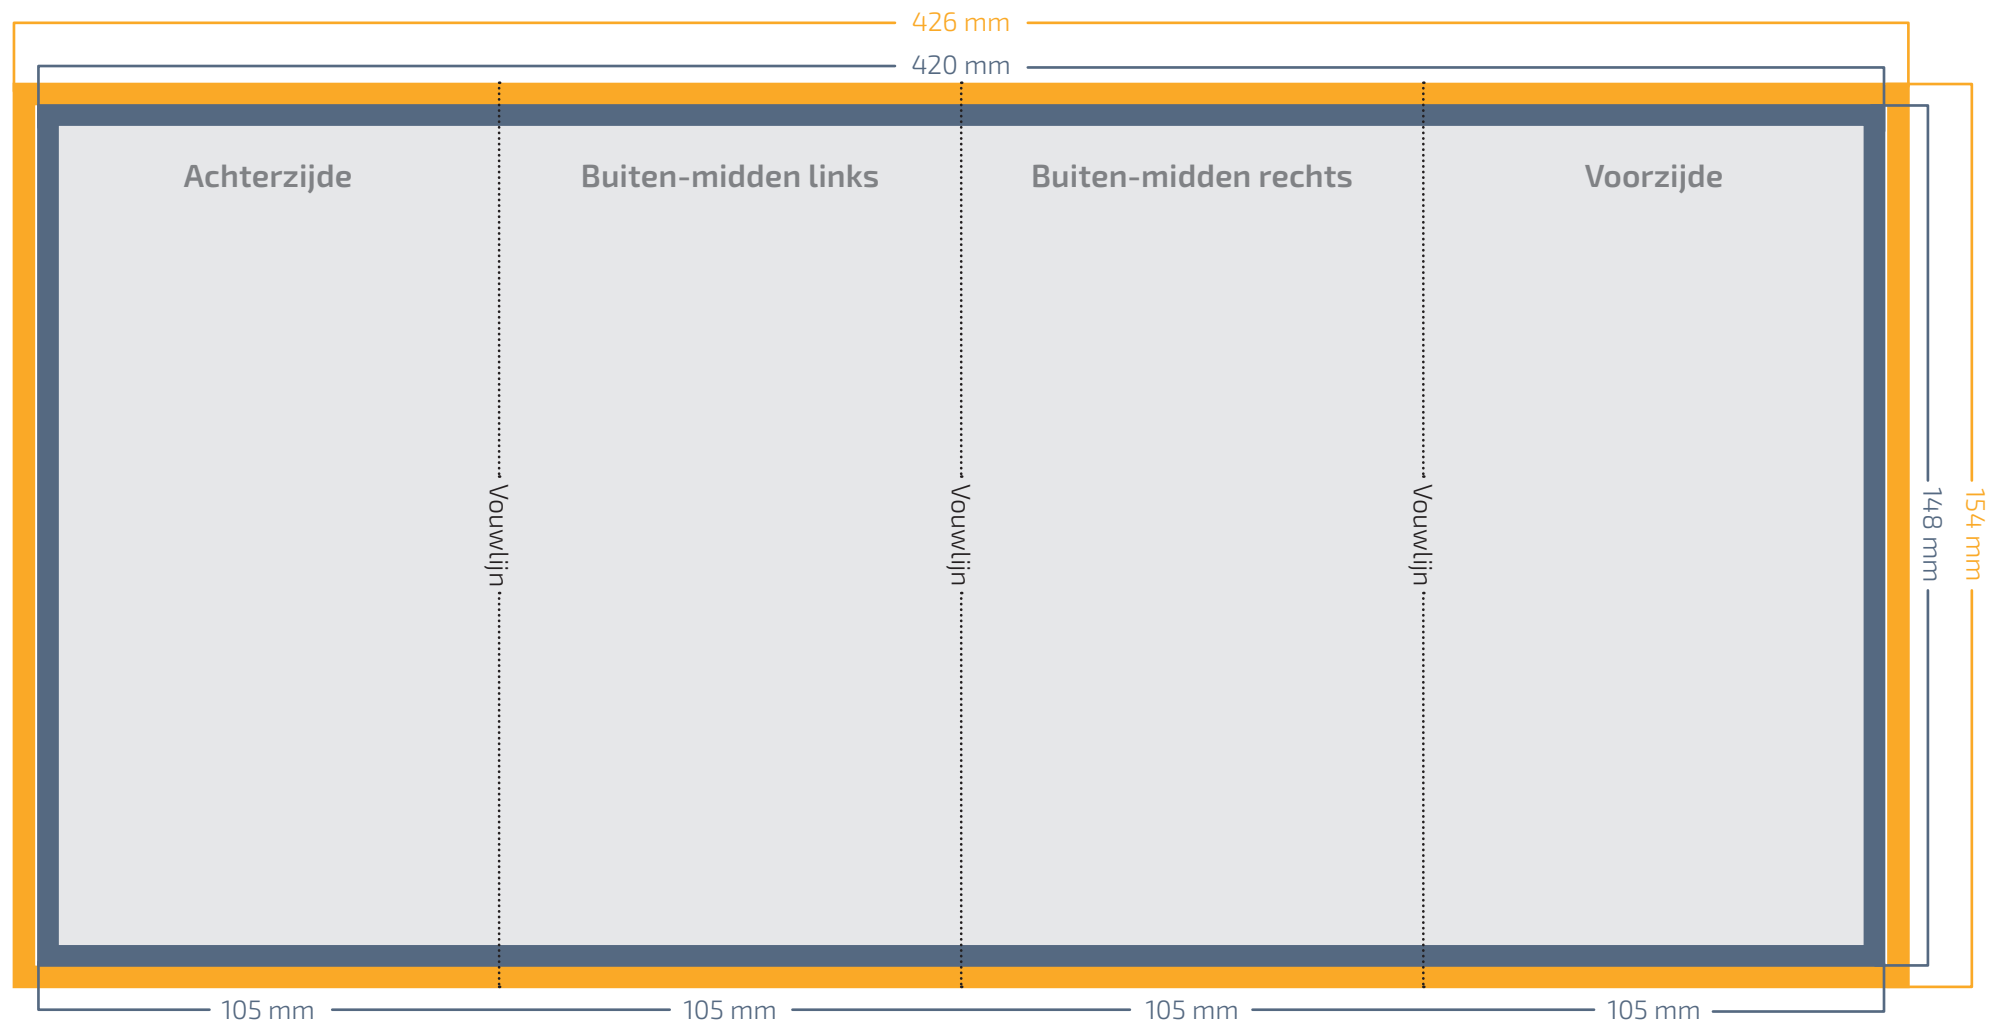 426 mm
420 mm
Achterzijde
Buiten-midden links
Buiten-midden rechts
Voorzijde
Vouwlijn
Vouwlijn
Vouwlijn
148 mm
154 mm
105 mm
105 mm
105 mm
105 mm